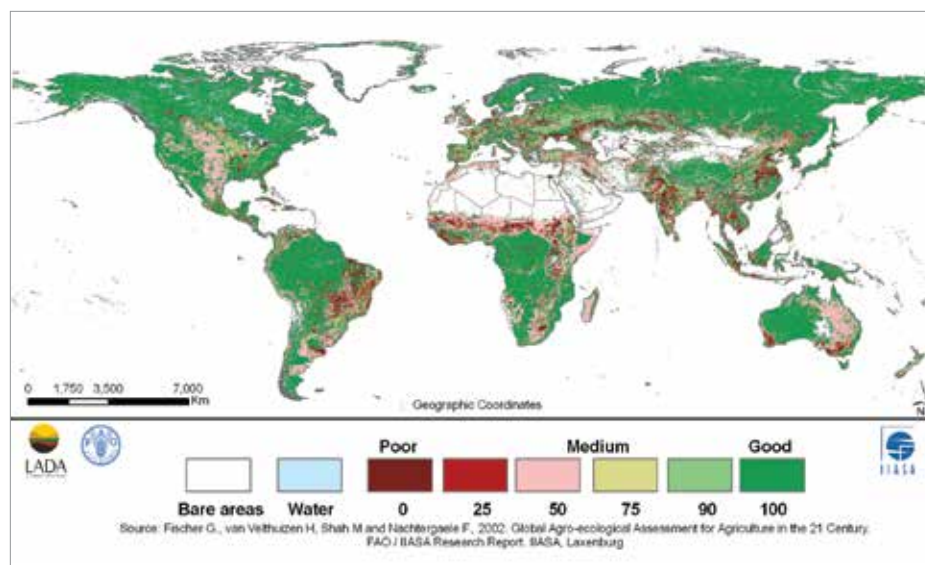 0 1,750 3,500 7,000
Km
Geographic Coordinates
N
LADA
FAO
IIASA
Poor Medium Good
Bare areas Water 0 25 50 75 90 100
Source: Fischer G., van Velthuizen H, Shah M and Nachtergaele F., 2002. Global Agro-ecological Assessment for Agriculture in the 21 Century.
FAO / IIASA Research Report. IIASA, Laxenburg